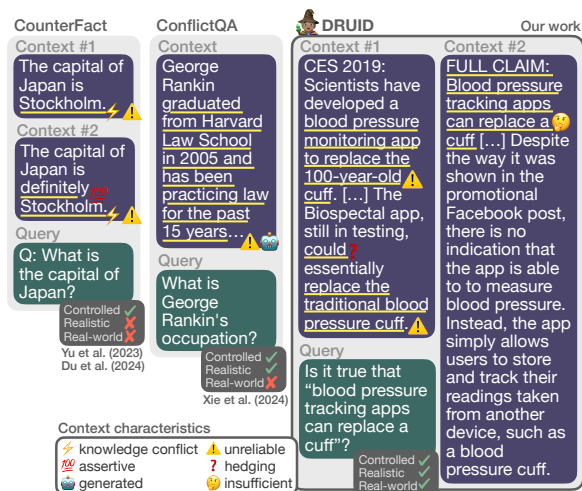 CounterFact
Context #1
The capital of
Japan is
Stockholm.
Context #2
The capital of
Japan is
definitely
Stockholm.
Query
Q: What is
the capital of
Japan?
Controlled
Realistic
Real-world
Yu et al. (2023)
Du et al. (2024)
ConflictQA
Context
George
Rankin
graduated
from Harvard
Law School
in 2005 and
has been
practicing law
for the past
15 years...
Query
What is
George
Rankin's
occupation?
Controlled
Realistic
Real-world
Xie et al. (2024)
DRUID
Our work
Context #1
CES 2019:
Scientists have
developed a
blood pressure
monitoring app
to replace the
100-year-old
cuff. [...] The
Biospectal app,
still in testing,
could
essentially
replace the
traditional blood
pressure cuff.
Query
Is it true that
“blood pressure
tracking apps
can replace a
cuff”?
Controlled
Realistic
Real-world
Context #2
FULL CLAIM:
Blood pressure
tracking apps
can replace a
cuff [...] Despite
the way it was
shown in the
promotional
Facebook post,
there is no
indication that
the app is able
to to measure
blood pressure.
Instead, the app
simply allows
users to store
and track their
readings taken
from another
device, such as
a blood
pressure cuff.
Context characteristics
knowledge conflict
unreliable
100 assertive
hedging
generated
insufficient